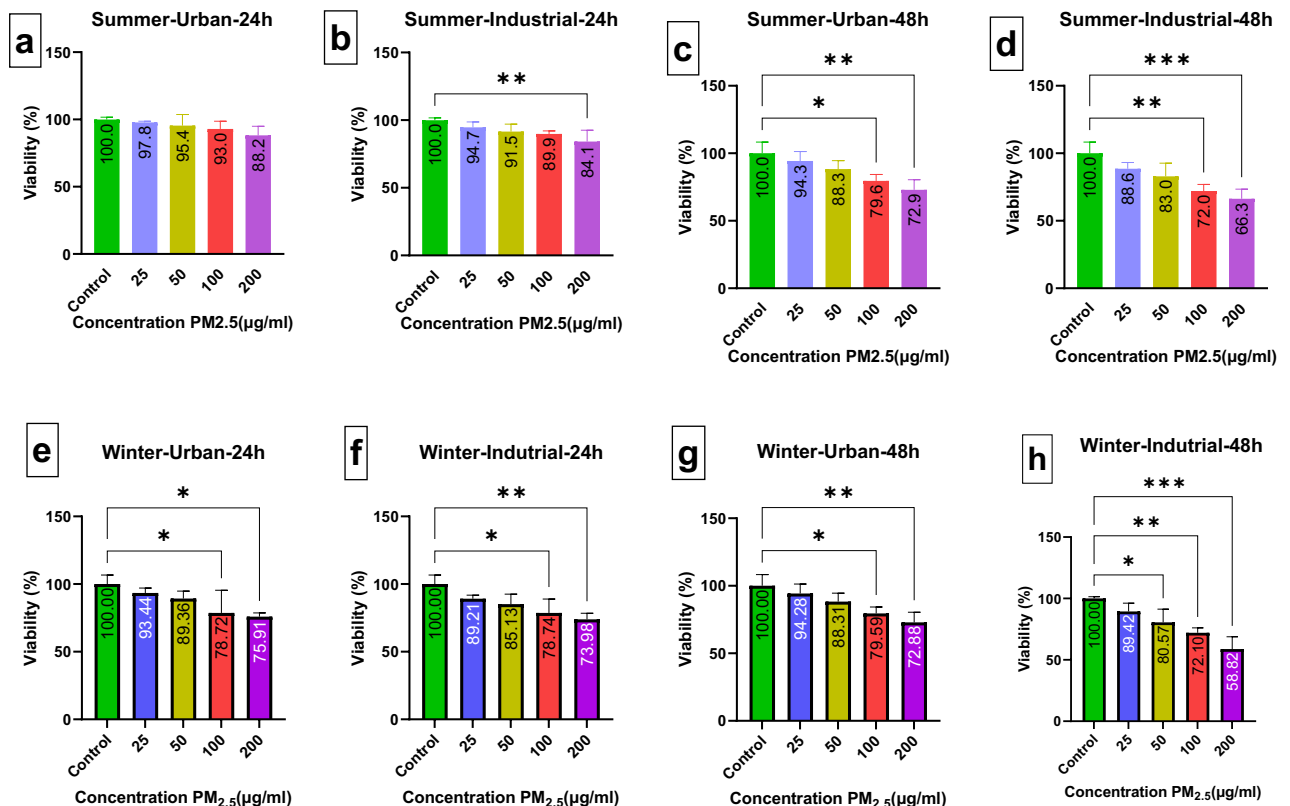 a
Summer-Urban-24h
Viability (%)
150
100
50
0
100.0
97.8
95.4
93.0
88.2
Control
25
50
100
200
Concentration PM2.5(µg/ml)
b
Summer-Industrial-24h
Viability (%)
150
100
50
0
**
100.0
94.7
91.5
89.9
84.1
Control
25
50
100
200
Concentration PM2.5(µg/ml)
c
Summer-Urban-48h
Viability (%)
150
100
50
0
**
*
100.0
94.3
88.3
79.6
72.9
Control
25
50
100
200
Concentration PM2.5(µg/ml)
d
Summer-Industrial-48h
Viability (%)
150
100
50
0
***
**
100.0
88.6
83.0
72.0
66.3
Control
25
50
100
200
Concentration PM2.5(µg/ml)
e
Winter-Urban-24h
Viability (%)
150
100
50
0
*
*
100.00
93.44
89.36
78.72
75.91
Control
25
50
100
200
Concentration PM2.5(µg/ml)
f
Winter-Indutrial-24h
Viability (%)
150
100
50
0
**
*
100.00
89.21
85.13
78.74
73.98
Control
25
50
100
200
Concentration PM2.5(µg/ml)
g
Winter-Urban-48h
Viability (%)
150
100
50
0
**
*
100.00
94.28
88.31
79.59
72.88
Control
25
50
100
200
Concentration PM2.5(µg/ml)
h
Winter-Indutrial-48h
Viability (%)
150
100
50
0
***
**
*
100.00
89.42
80.57
72.10
58.82
Control
25
50
100
200
Concentration PM2.5(µg/ml)